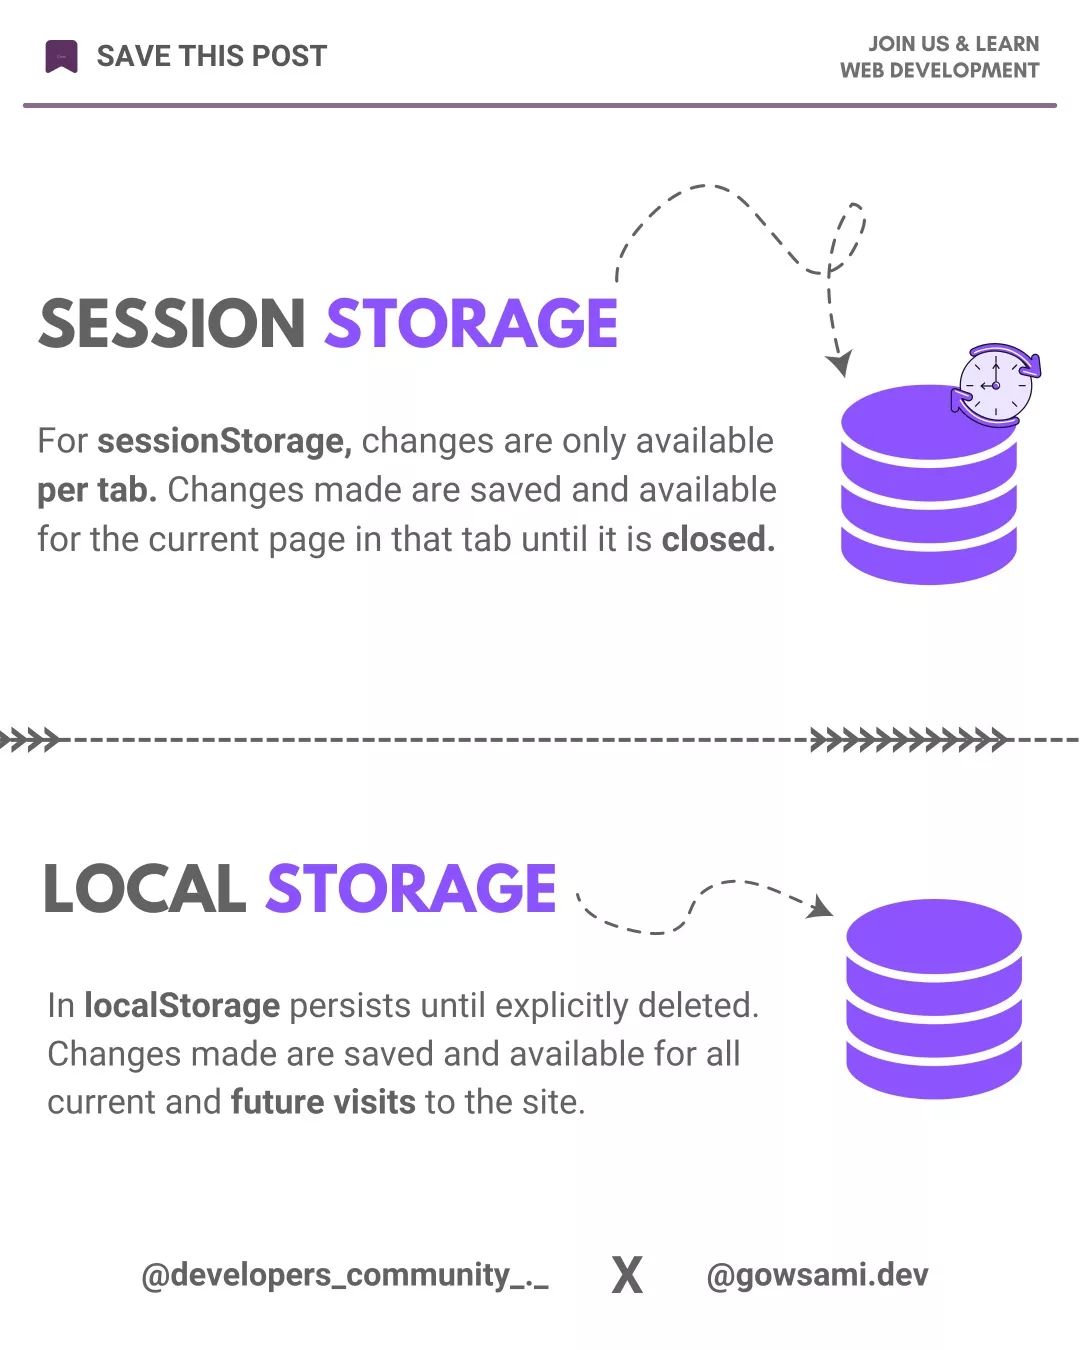 SAVE THIS POST
JOIN US & LEARN
WEB DEVELOPMENT
SESSION STORAGE
For sessionStorage, changes are only available
per tab. Changes made are saved and available
for the current page in that tab until it is closed.
LOCAL STORAGE
In localStorage persists until explicitly deleted.
Changes made are saved and available for all
current and future visits to the site.
@developers_community_._ X @gowsami.dev